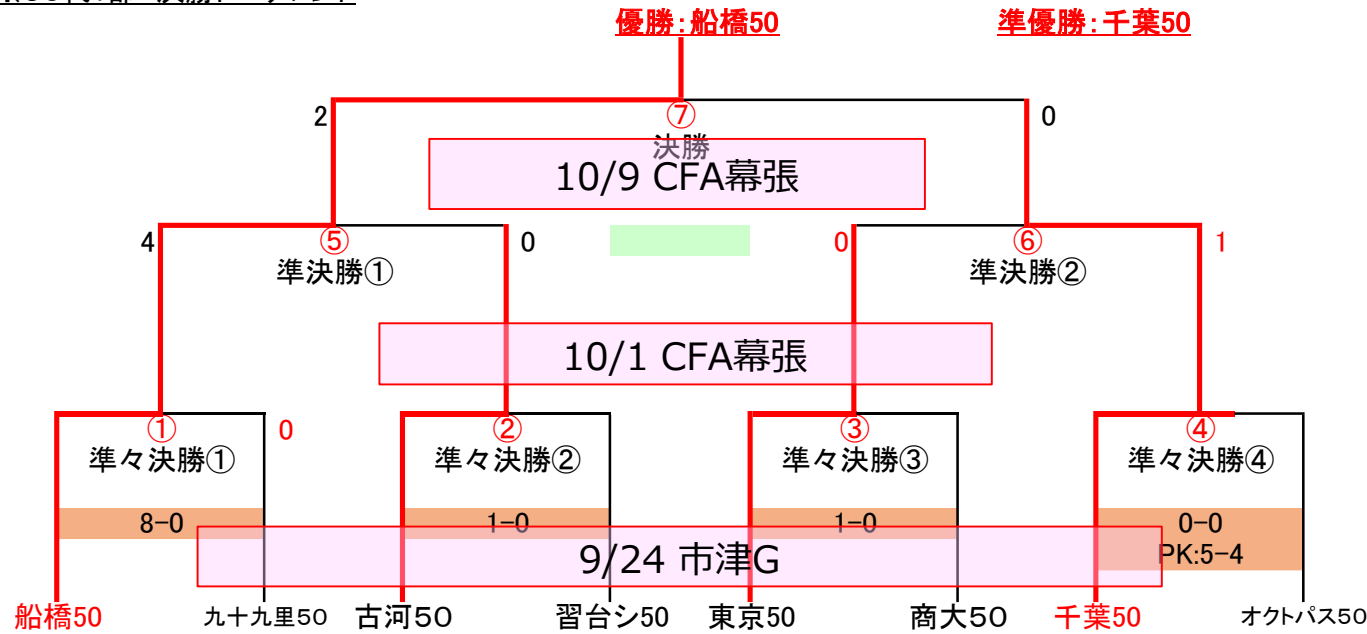 優勝：船橋50 準優勝：千葉50
2 ⑦ 0
決勝
10/9 CFA幕張
4 ⑤ 0 0 ⑥ 1
準決勝① 準決勝②
10/1 CFA幕張
① 0 ② ③ ④
準々決勝① 準々決勝② 準々決勝③ 準々決勝④
8-0 1-0 1-0 0-0
9/24 市津G PK:5-4
船橋50 九十九里50 古河50 習台シ50 東京50 商大50 千葉50 オクトパス50